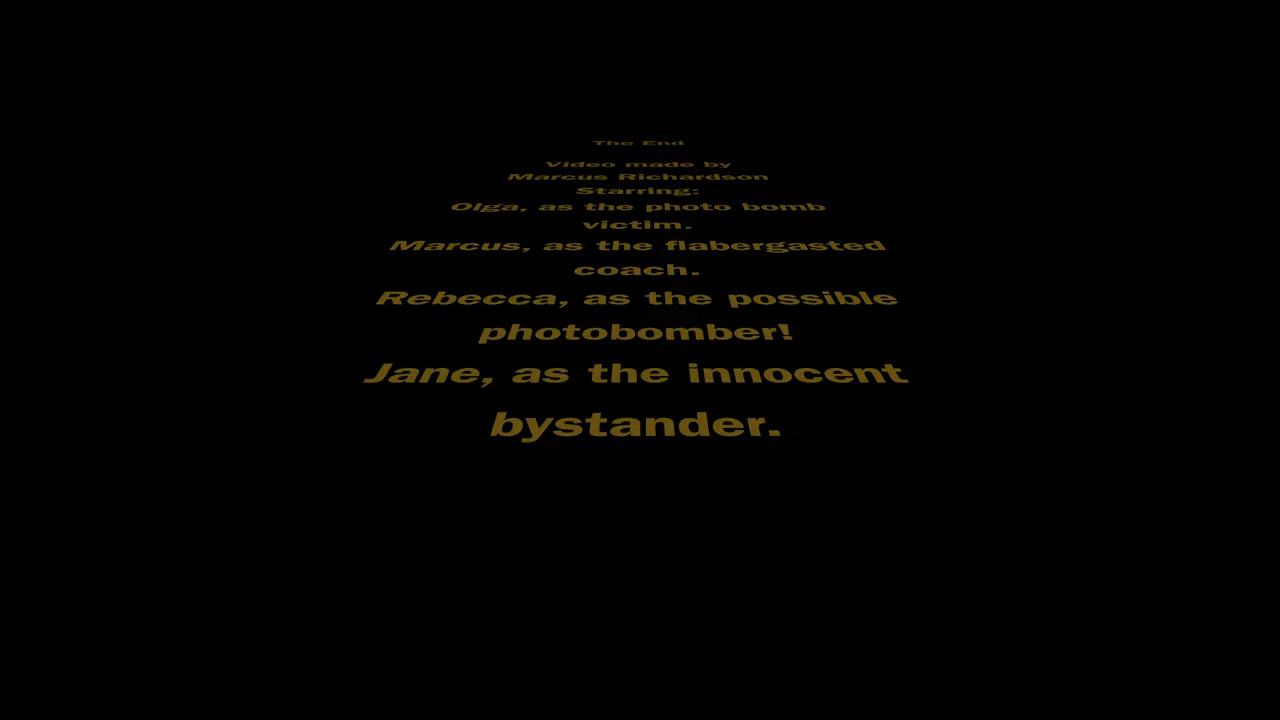 The End
Video made by
Marcus Richardson
Starring:
Olga, as the photo bomb
victim.
Marcus, as the flabergasted
coach.
Rebecca, as the possible
photobomber!
Jane, as the innocent
bystander.